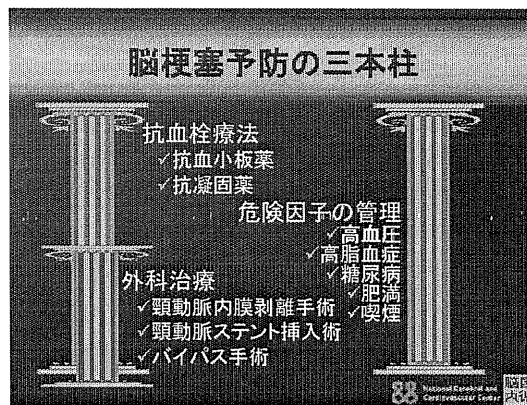 脳梗塞予防の三本柱
抗血栓療法
✓抗血小板薬
✓抗凝固薬
危険因子の管理
✓高血圧
✓高脂血症
✓糖尿病
✓肥満
✓喫煙
外科治療
✓頸動脈内膜剥離手術
✓頸動脈ステント挿入術
✓バイパス手術
National Cerebral and
Cardiovascular Center